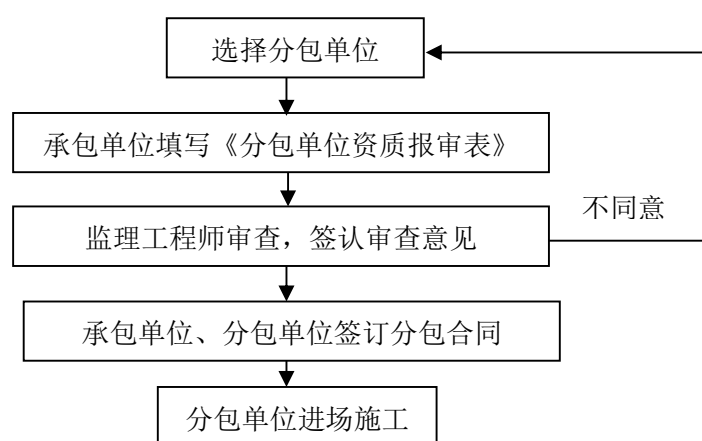 选择分包单位
承包单位填写《分包单位资质报审表》
不同意
监理工程师审查，签认审查意见
承包单位、分包单位签订分包合同
分包单位进场施工